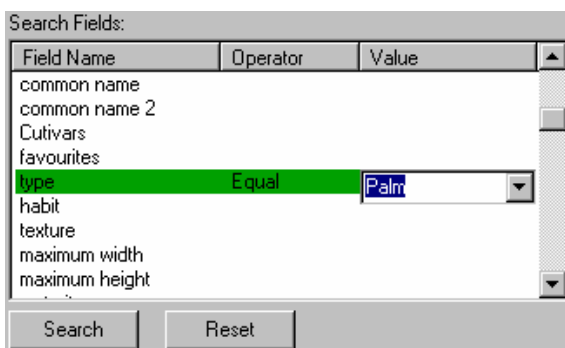 Search Fields:
Field Name Operator Value
common name
common name 2
Cutivars
favourites
type Equal Palm
habit
texture
maximum width
maximum height
Search Reset